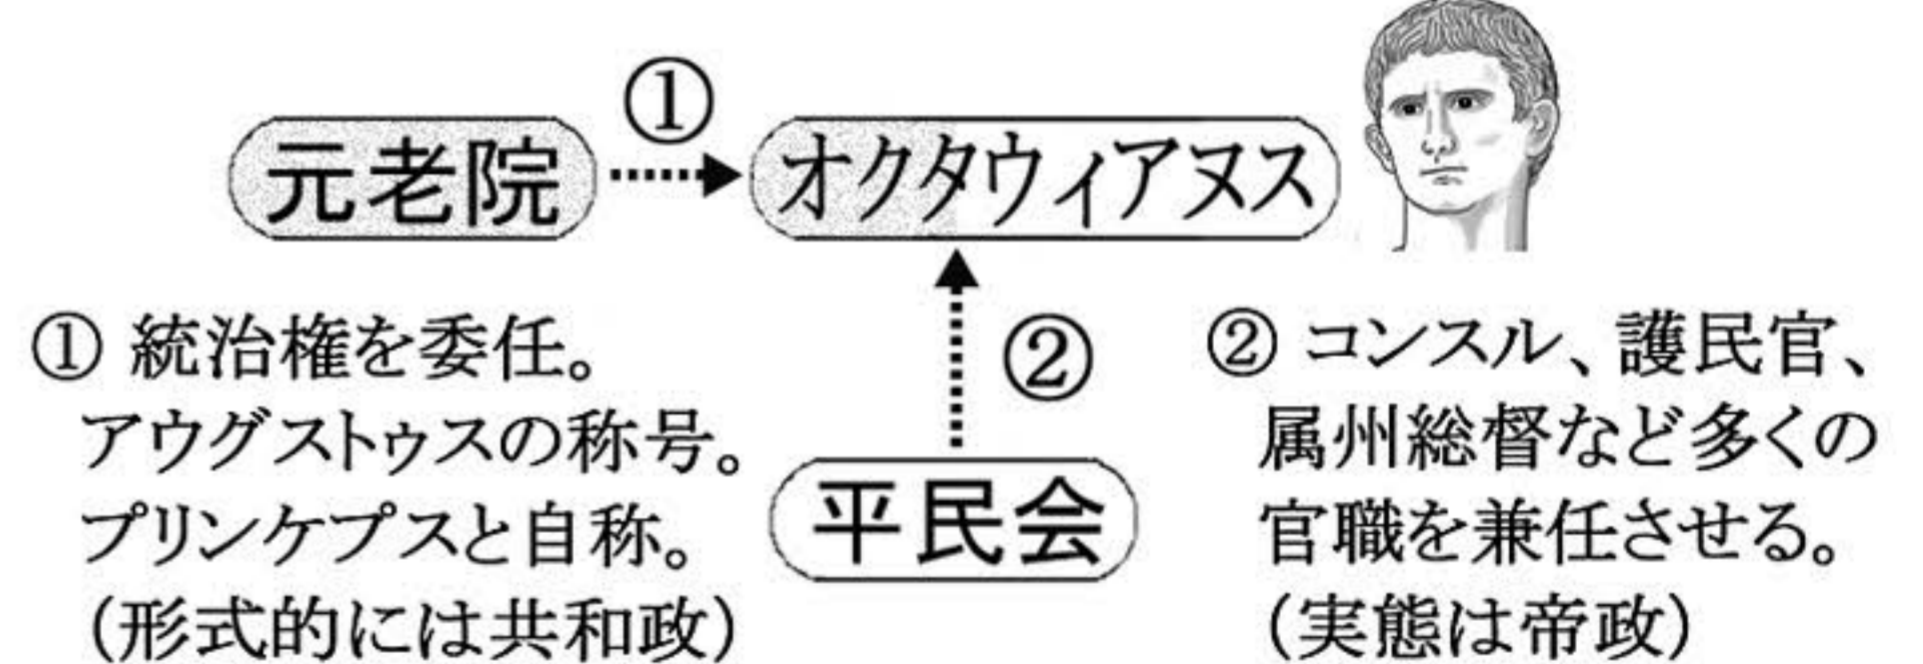 ①
元老院
オクタウィアヌス
②
平民会
① 統治権を委任。
アウグストゥスの称号。
プリンケプスと自称。
（形式的には共和政）
② コンスル、護民官、
属州総督など多くの
官職を兼任させる。
（実態は帝政）